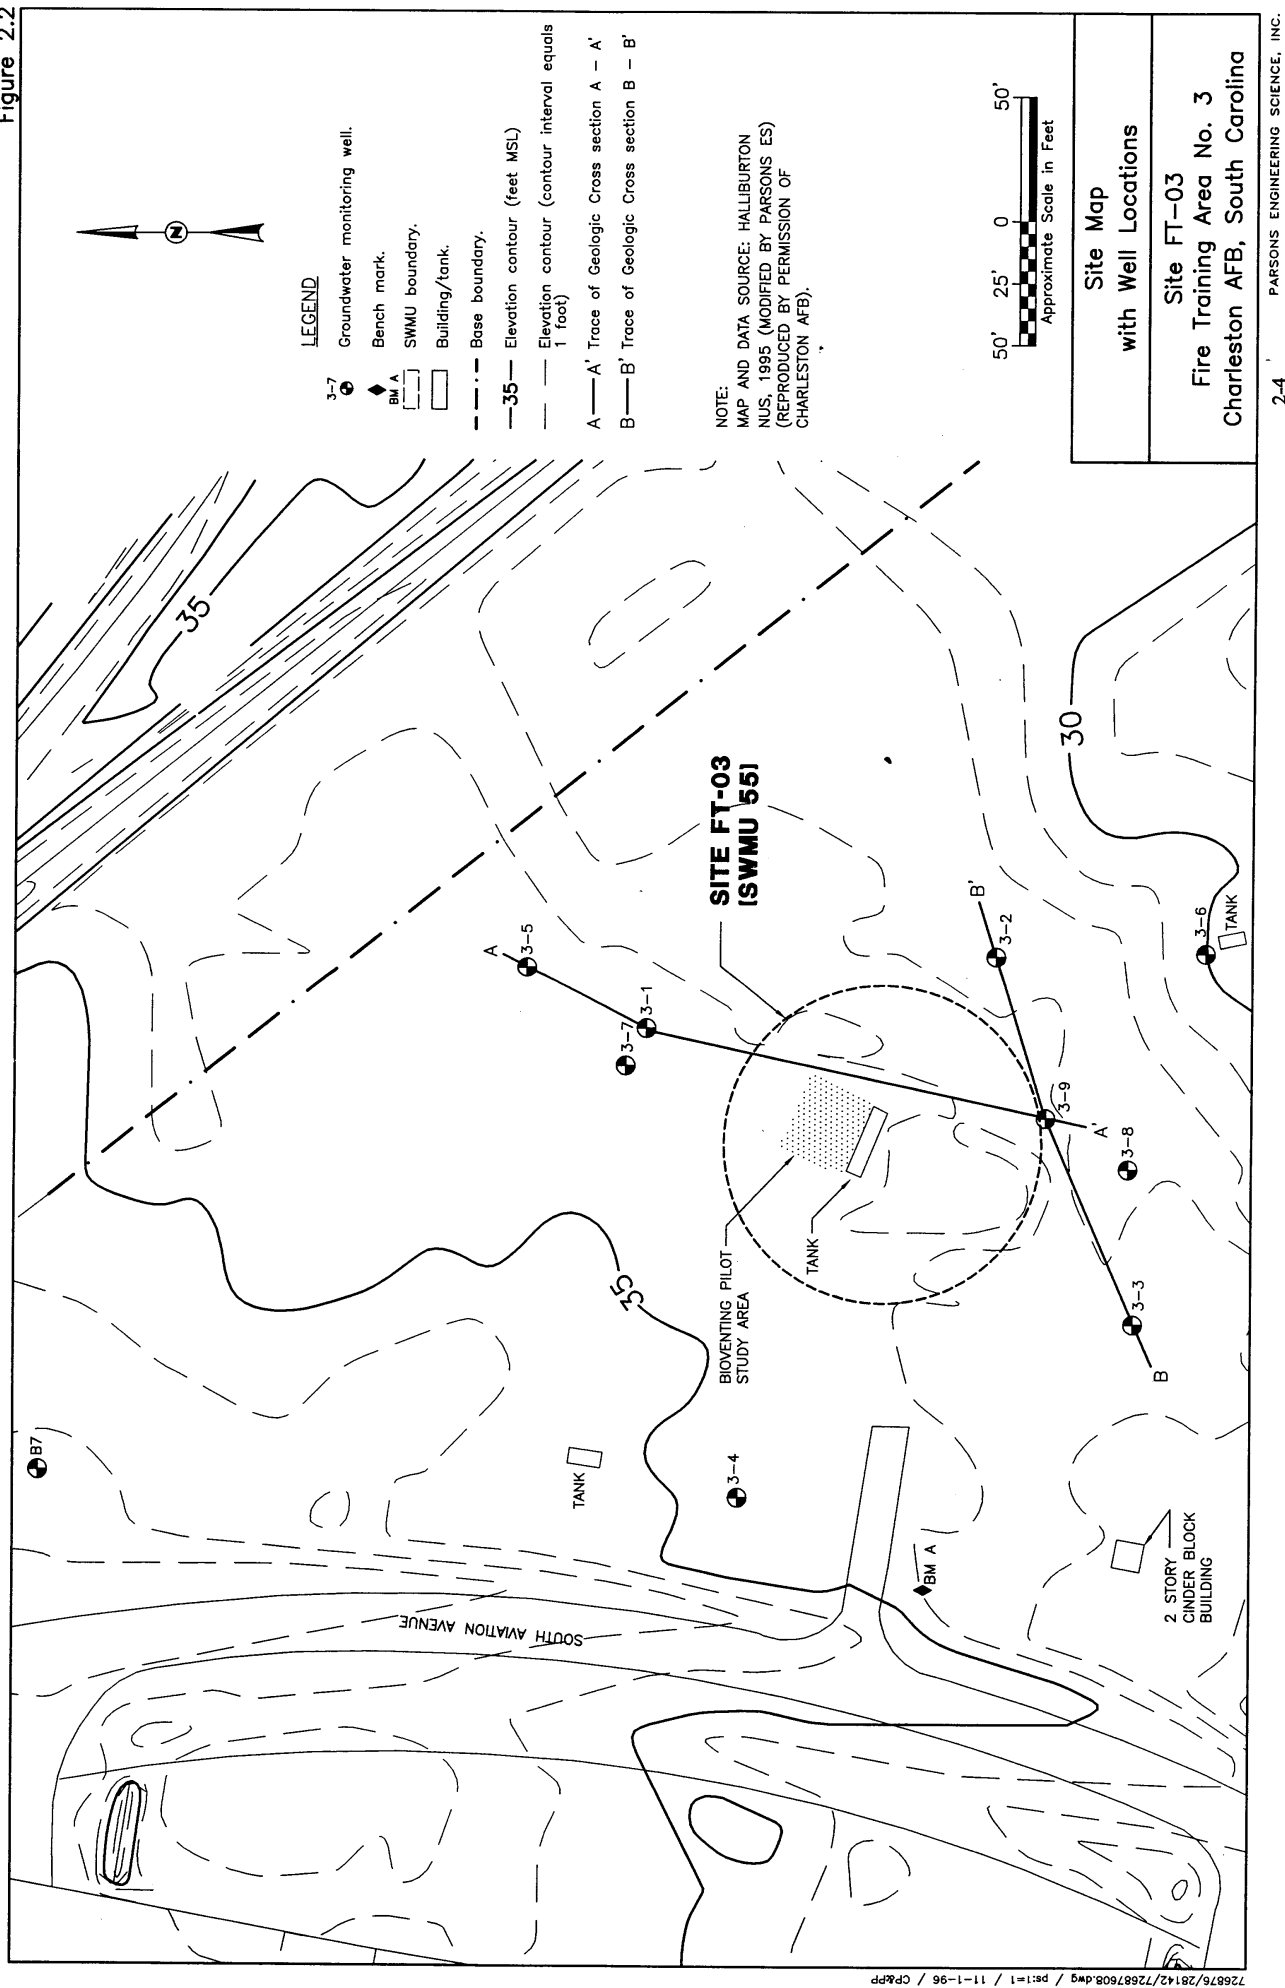 Figure 2.2
LEGEND
3-7
Groundwater monitoring well.
BM A
Bench mark.
SWMU boundary.
Building/tank.
Base boundary.
35
Elevation contour (feet MSL)
Elevation contour (contour interval equals
1 foot)
A
A' Trace of Geologic Cross section A - A'
B
B' Trace of Geologic Cross section B - B'
NOTE:
MAP AND DATA SOURCE: HALLIBURTON
NUS, 1995 (MODIFIED BY PARSONS ES)
(REPRODUCED BY PERMISSION OF
CHARLESTON AFB).
N
50' 25' 0 50'
Approximate Scale in Feet
Site Map
with Well Locations
Site FT-03
Fire Training Area No. 3
Charleston AFB, South Carolina
2-4
PARSONS ENGINEERING SCIENCE, INC.
B7
35
A
3-5
3-1
3-7
35
TANK
3-4
SOUTH AVIATION AVENUE
SITE FT-03
(SWMU 55)
BIOVENTING PILOT
STUDY AREA
TANK
BM A
B'
3-2
3-9
A'
3-8
3-3
B
30
3-6
TANK
2 STORY
CINDER BLOCK
BUILDING
726876/28142/72687608.dwg / ps:1=1 / 11-1-96 / CP&PP